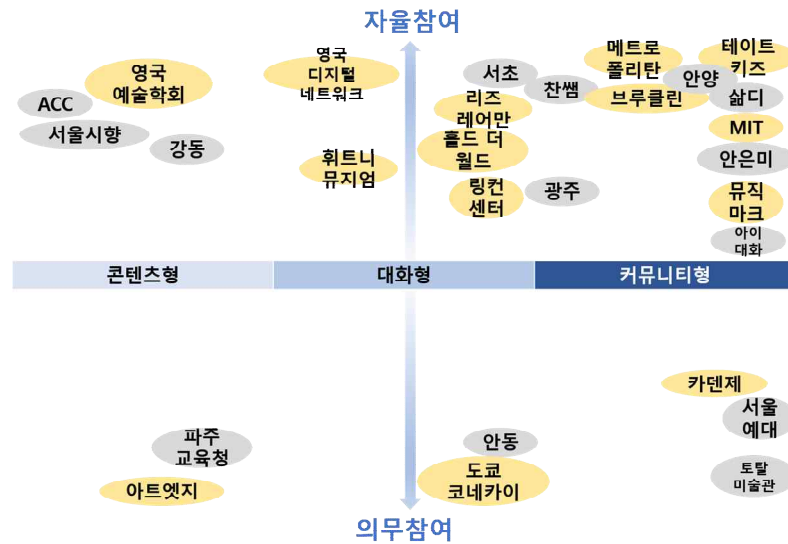 자율참여
영국
예술학회
ACC
서울시향
강동
영국
디지털
네트워크
휘트니
뮤지엄
서초
찬쌤
리즈
레어만
홀드 더
월드
링컨
센터
광주
메트로
폴리탄
브루클린
안양
테이트
키즈
삶디
MIT
안은미
뮤직
마크
아이
대화
콘텐츠형
대화형
커뮤니티형
파주
교육청
아트엣지
안동
도쿄
코네카이
카덴제
서울
예대
토탈
미술관
의무참여